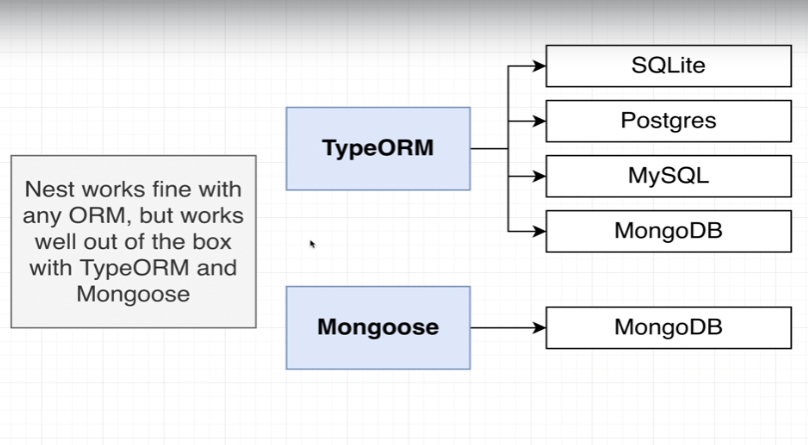 Nest works fine with
any ORM, but works
well out of the box
with TypeORM and
Mongoose
TypeORM
SQLite
Postgres
MySQL
MongoDB
Mongoose
MongoDB